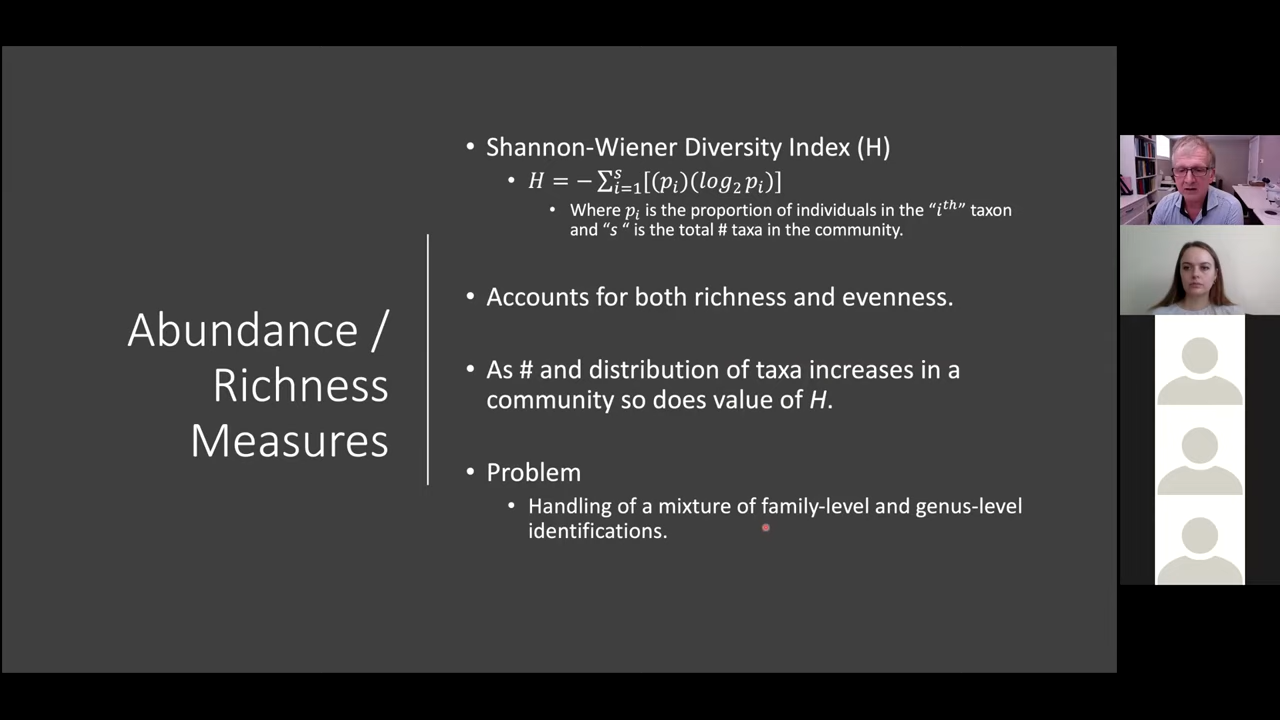 Abundance /
Richness
Measures
• Shannon-Wiener Diversity Index (H)
• H = −∑ˢᵢ₌₁[(pᵢ)(log₂ pᵢ)]
• Where pᵢ is the proportion of individuals in the “iᵗʰ” taxon
and “s “ is the total # taxa in the community.
• Accounts for both richness and evenness.
• As # and distribution of taxa increases in a
community so does value of H.
• Problem
• Handling of a mixture of family-level and genus-level
identifications.